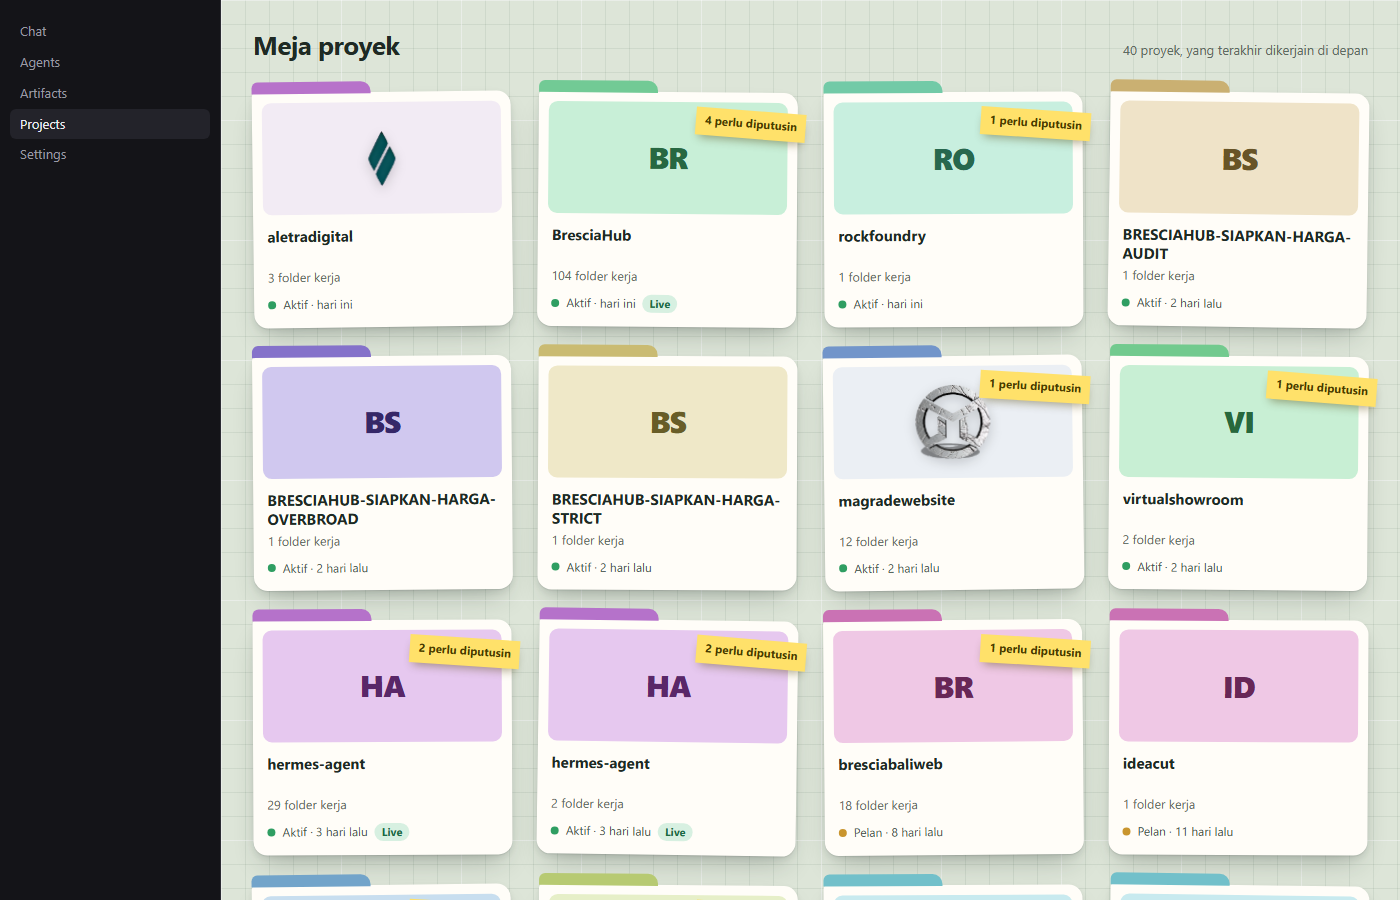 Chat
Agents
Artifacts
Projects
Settings
Meja proyek
40 proyek, yang terakhir dikerjain di depan
aletradigital
3 folder kerja
Aktif · hari ini
4 perlu diputusin
BR
BresciaHub
104 folder kerja
Aktif · hari ini Live
1 perlu diputusin
RO
rockfoundry
1 folder kerja
Aktif · hari ini
BS
BRESCIAHUB-SIAPKAN-HARGA-
AUDIT
1 folder kerja
Aktif · 2 hari lalu
BS
BRESCIAHUB-SIAPKAN-HARGA-
OVERBROAD
1 folder kerja
Aktif · 2 hari lalu
BS
BRESCIAHUB-SIAPKAN-HARGA-
STRICT
1 folder kerja
Aktif · 2 hari lalu
1 perlu diputusin
magradewebsite
12 folder kerja
Aktif · 2 hari lalu
1 perlu diputusin
VI
virtualshowroom
2 folder kerja
Aktif · 2 hari lalu
2 perlu diputusin
HA
hermes-agent
29 folder kerja
Aktif · 3 hari lalu Live
2 perlu diputusin
HA
hermes-agent
2 folder kerja
Aktif · 3 hari lalu Live
1 perlu diputusin
BR
bresciabaliweb
18 folder kerja
Pelan · 8 hari lalu
ID
ideacut
1 folder kerja
Pelan · 11 hari lalu